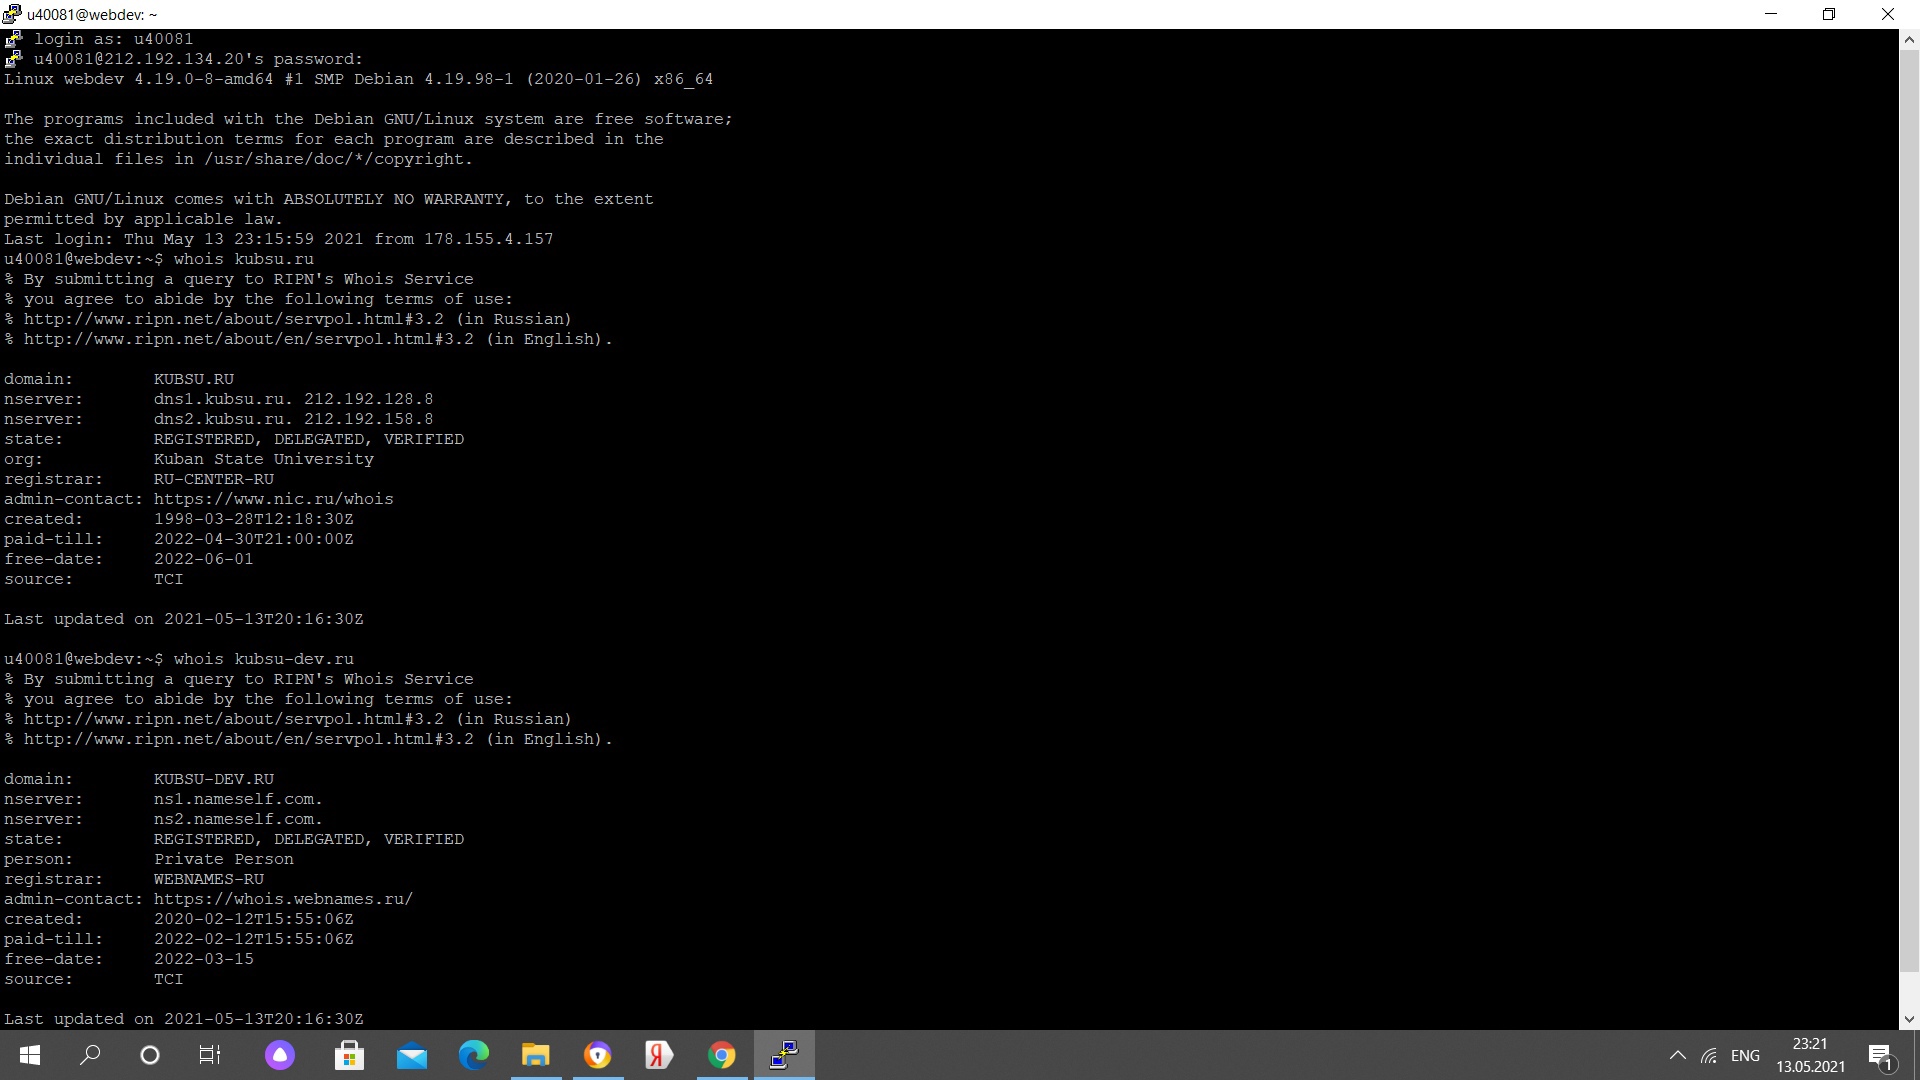 u40081@webdev: ~
login as: u40081
u40081@212.192.134.20's password:
Linux webdev 4.19.0-8-amd64 #1 SMP Debian 4.19.98-1 (2020-01-26) x86_64
The programs included with the Debian GNU/Linux system are free software;
the exact distribution terms for each program are described in the
individual files in /usr/share/doc/*/copyright.
Debian GNU/Linux comes with ABSOLUTELY NO WARRANTY, to the extent
permitted by applicable law.
Last login: Thu May 13 23:15:59 2021 from 178.155.4.157
u40081@webdev:~$ whois kubsu.ru
% By submitting a query to RIPN's Whois Service
% you agree to abide by the following terms of use:
% http://www.ripn.net/about/servpol.html#3.2 (in Russian)
% http://www.ripn.net/about/en/servpol.html#3.2 (in English).
domain:        KUBSU.RU
nserver:       dns1.kubsu.ru. 212.192.128.8
nserver:       dns2.kubsu.ru. 212.192.158.8
state:         REGISTERED, DELEGATED, VERIFIED
org:           Kuban State University
registrar:     RU-CENTER-RU
admin-contact: https://www.nic.ru/whois
created:       1998-03-28T12:18:30Z
paid-till:     2022-04-30T21:00:00Z
free-date:     2022-06-01
source:        TCI
Last updated on 2021-05-13T20:16:30Z
u40081@webdev:~$ whois kubsu-dev.ru
% By submitting a query to RIPN's Whois Service
% you agree to abide by the following terms of use:
% http://www.ripn.net/about/servpol.html#3.2 (in Russian)
% http://www.ripn.net/about/en/servpol.html#3.2 (in English).
domain:        KUBSU-DEV.RU
nserver:       ns1.nameself.com.
nserver:       ns2.nameself.com.
state:         REGISTERED, DELEGATED, VERIFIED
person:        Private Person
registrar:     WEBNAMES-RU
admin-contact: https://whois.webnames.ru/
created:       2020-02-12T15:55:06Z
paid-till:     2022-02-12T15:55:06Z
free-date:     2022-03-15
source:        TCI
Last updated on 2021-05-13T20:16:30Z
Я
ENG
23:21
13.05.2021
1